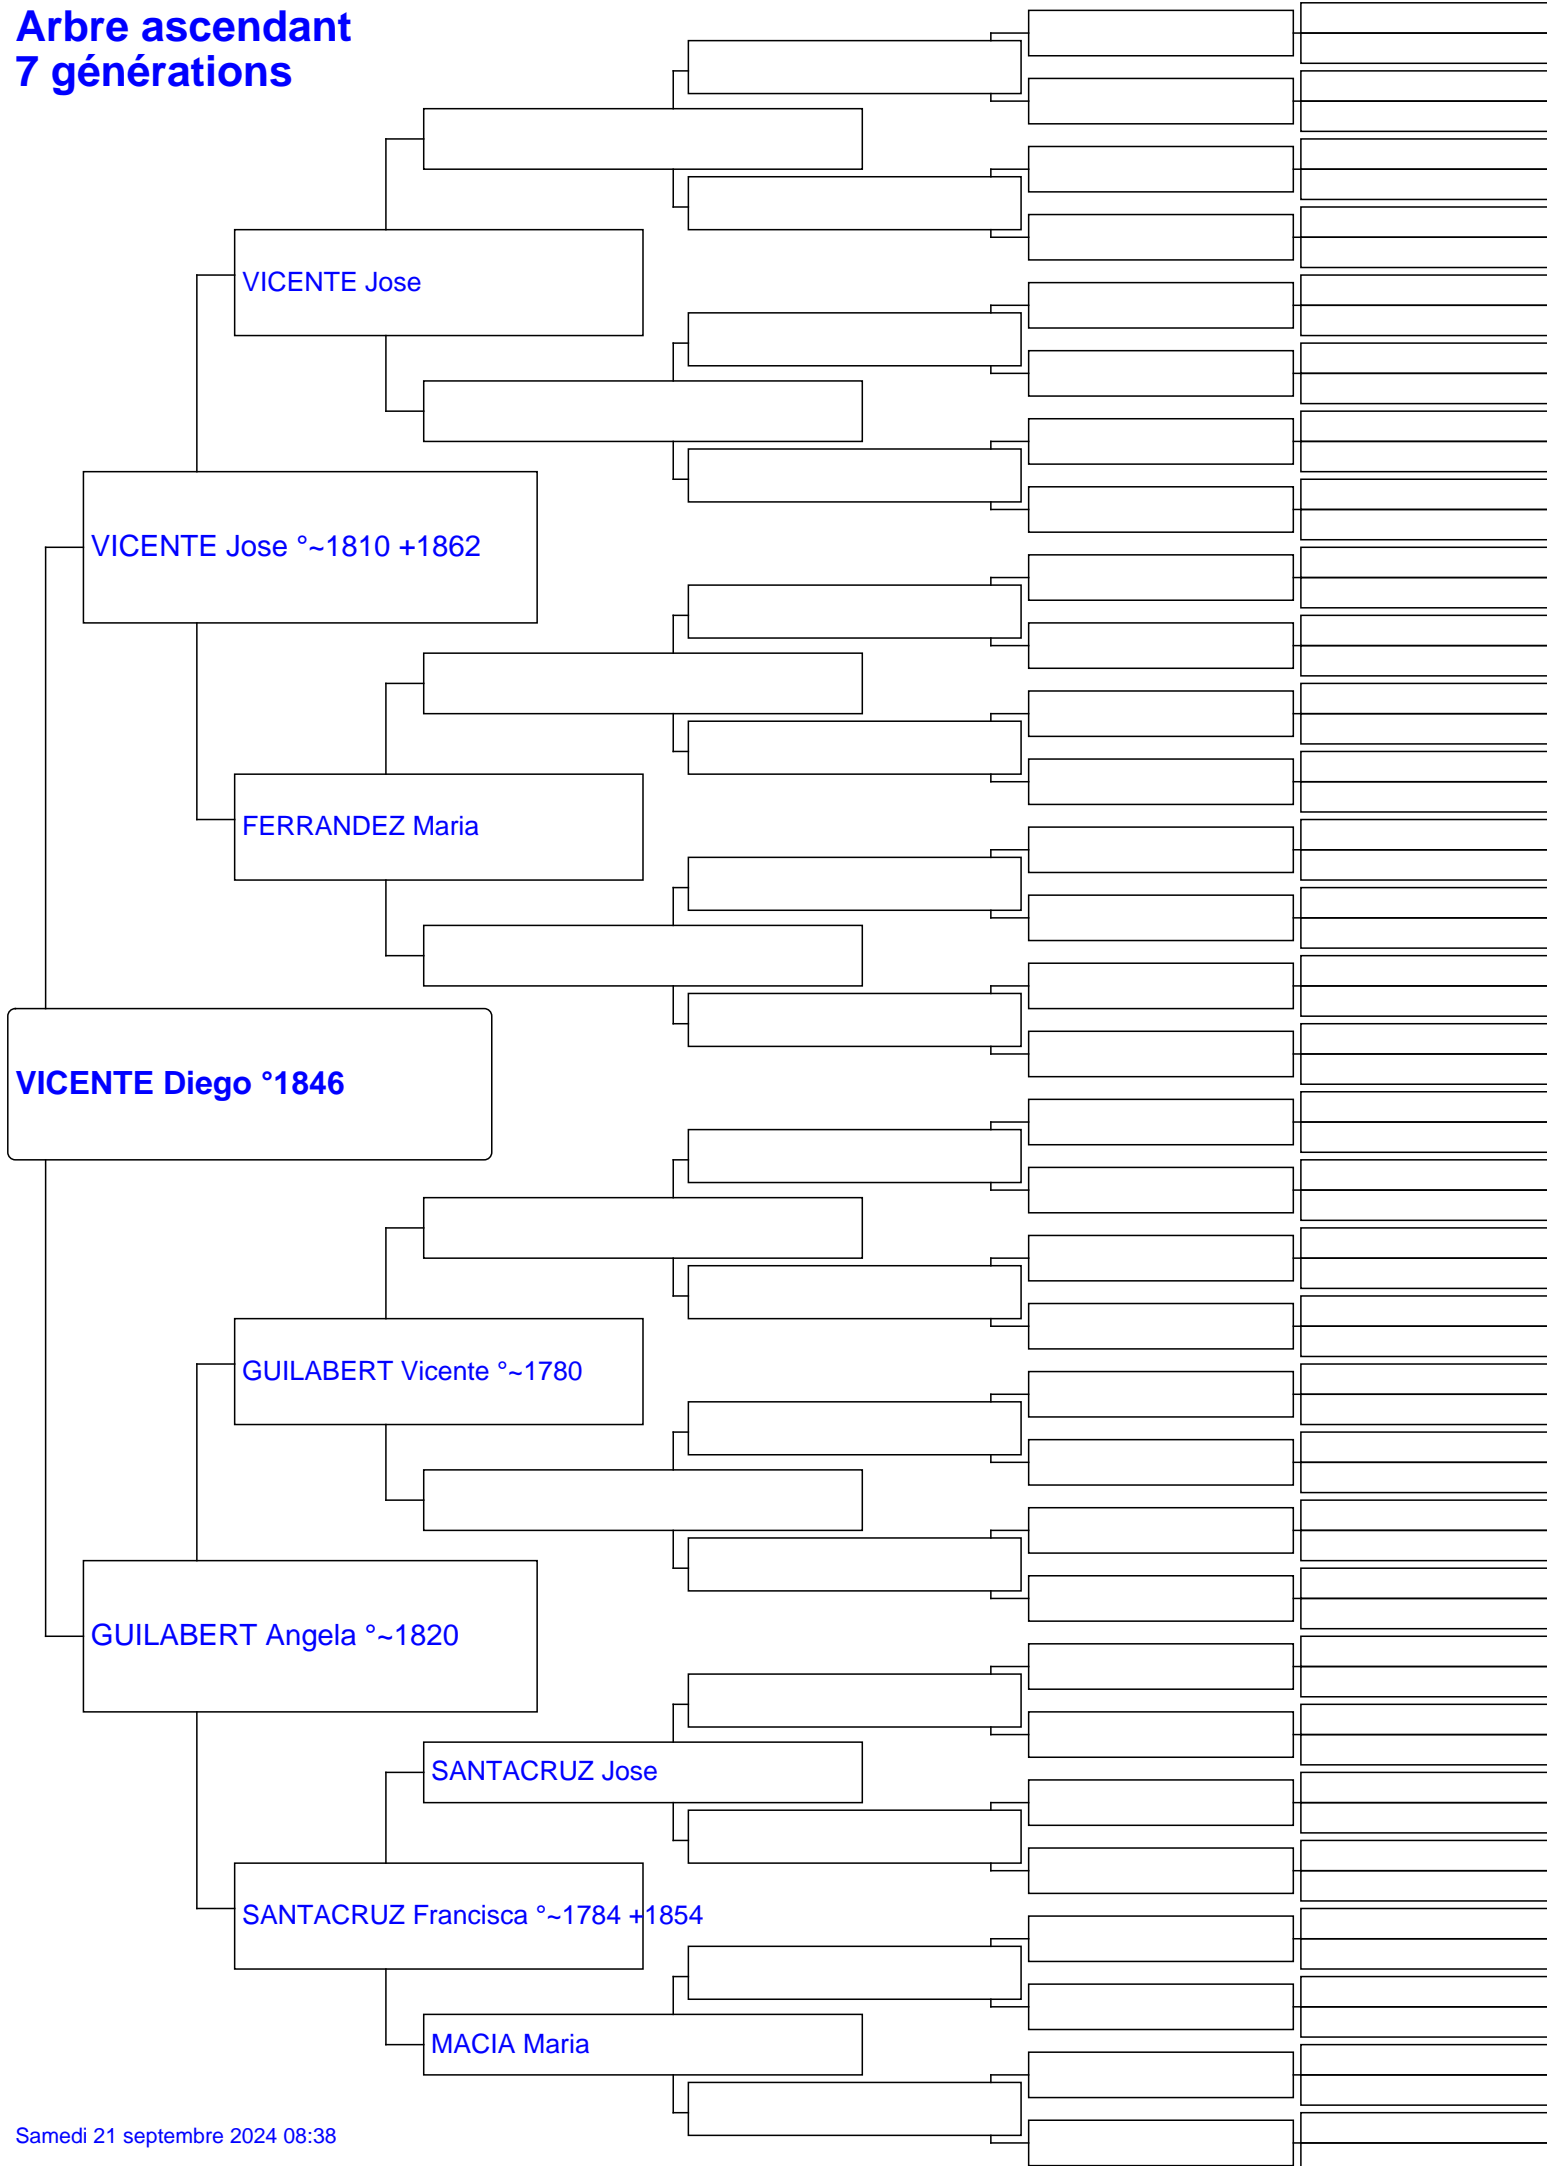 Arbre ascendant
7 générations
VICENTE Jose
VICENTE Jose °~1810 +1862
FERRANDEZ Maria
VICENTE Diego °1846
GUILABERT Vicente °~1780
GUILABERT Angela °~1820
SANTACRUZ Jose
SANTACRUZ Francisca °~1784 +1854
MACIA Maria
Samedi 21 septembre 2024 08:38